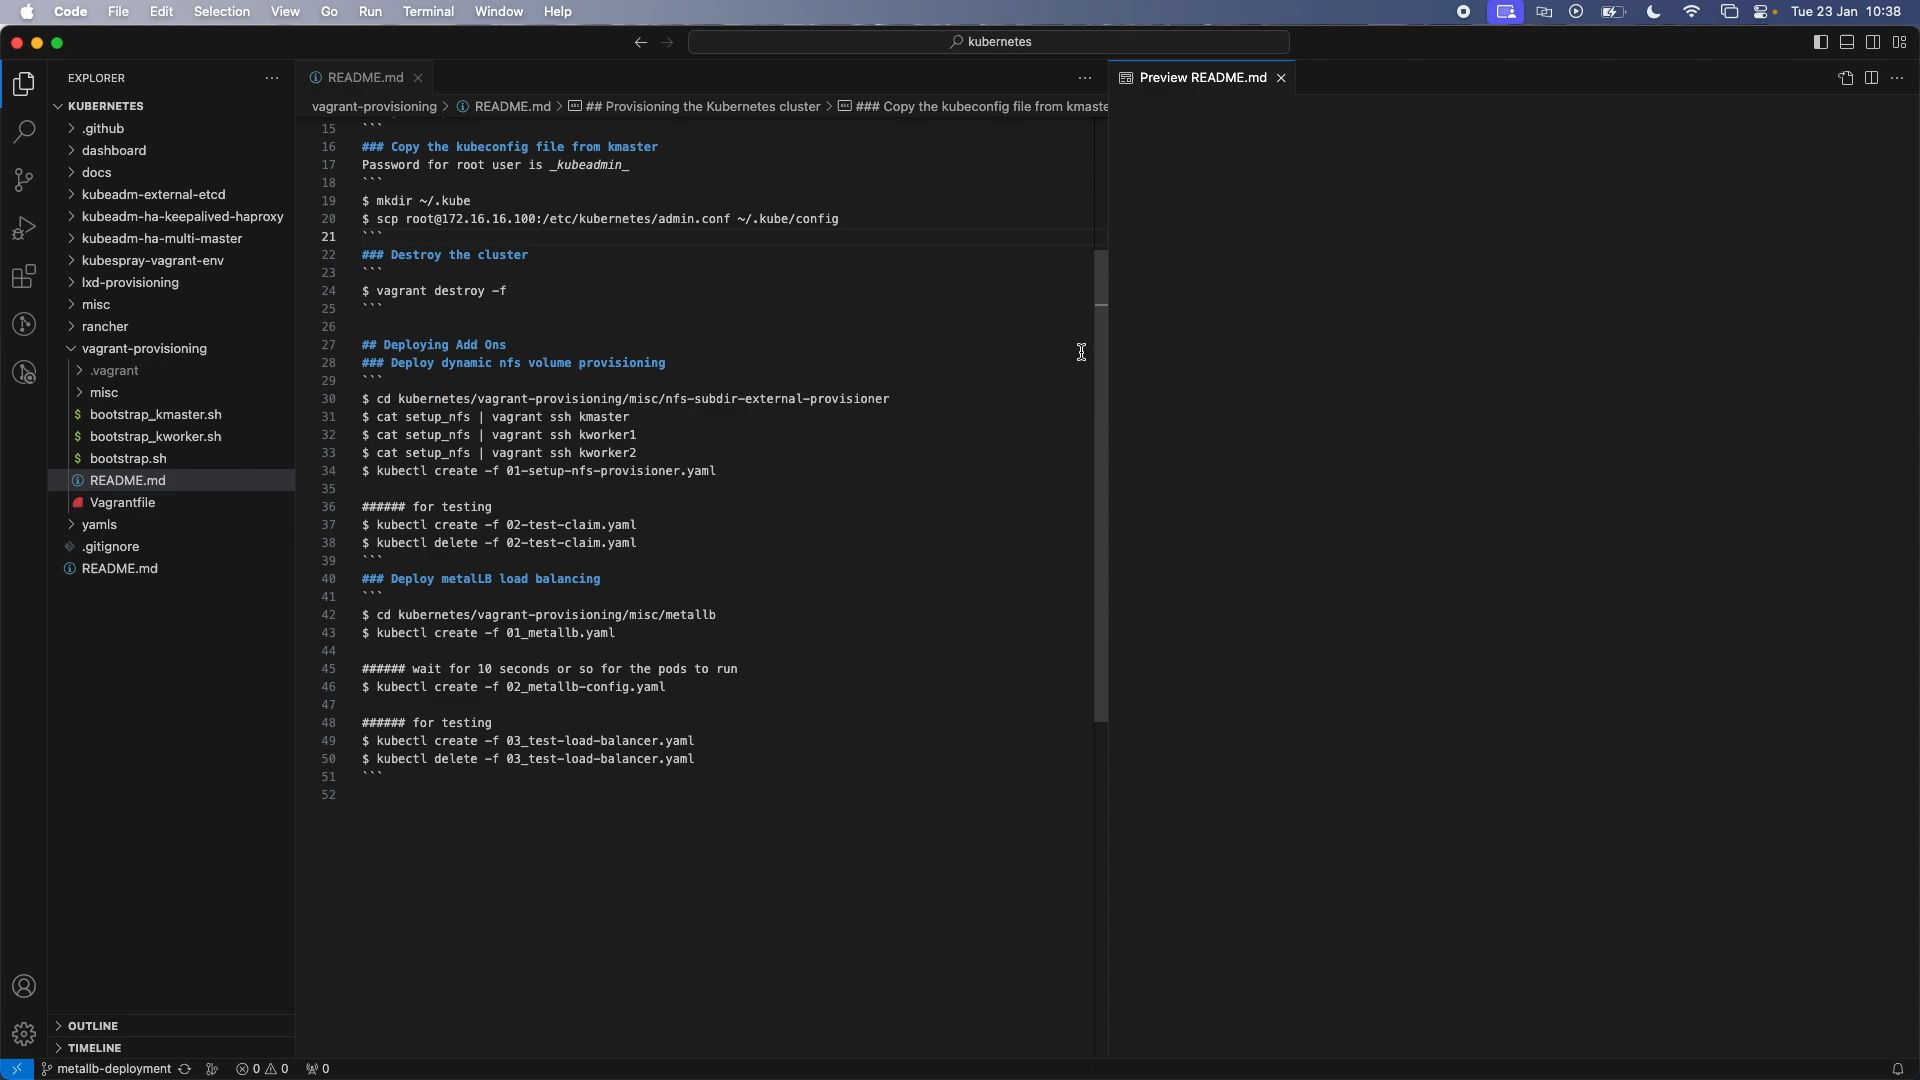 Code File Edit Selection View Go Run Terminal Window Help
Tue 23 Jan 10:38
kubernetes
EXPLORER
KUBERNETES
.github
dashboard
docs
kubeadm-external-etcd
kubeadm-ha-keepalived-haproxy
kubeadm-ha-multi-master
kubespray-vagrant-env
lxd-provisioning
misc
rancher
vagrant-provisioning
.vagrant
misc
$ bootstrap_kmaster.sh
$ bootstrap_kworker.sh
$ bootstrap.sh
README.md
Vagrantfile
yamls
.gitignore
README.md
OUTLINE
TIMELINE
README.md
vagrant-provisioning > README.md > ## Provisioning the Kubernetes cluster > ### Copy the kubeconfig file from kmaste
15 ```
16 ### Copy the kubeconfig file from kmaster
17 Password for root user is _kubeadmin_
18 ```
19 $ mkdir ~/.kube
20 $ scp root@172.16.16.100:/etc/kubernetes/admin.conf ~/.kube/config
21 ```
22 ### Destroy the cluster
23 ```
24 $ vagrant destroy -f
25 ```
26
27 ## Deploying Add Ons
28 ### Deploy dynamic nfs volume provisioning
29 ```
30 $ cd kubernetes/vagrant-provisioning/misc/nfs-subdir-external-provisioner
31 $ cat setup_nfs | vagrant ssh kmaster
32 $ cat setup_nfs | vagrant ssh kworker1
33 $ cat setup_nfs | vagrant ssh kworker2
34 $ kubectl create -f 01-setup-nfs-provisioner.yaml
35
36 ###### for testing
37 $ kubectl create -f 02-test-claim.yaml
38 $ kubectl delete -f 02-test-claim.yaml
39 ```
40 ### Deploy metalLB load balancing
41 ```
42 $ cd kubernetes/vagrant-provisioning/misc/metallb
43 $ kubectl create -f 01_metallb.yaml
44
45 ###### wait for 10 seconds or so for the pods to run
46 $ kubectl create -f 02_metallb-config.yaml
47
48 ###### for testing
49 $ kubectl create -f 03_test-load-balancer.yaml
50 $ kubectl delete -f 03_test-load-balancer.yaml
51 ```
52
Preview README.md
metallb-deployment 0 0 0